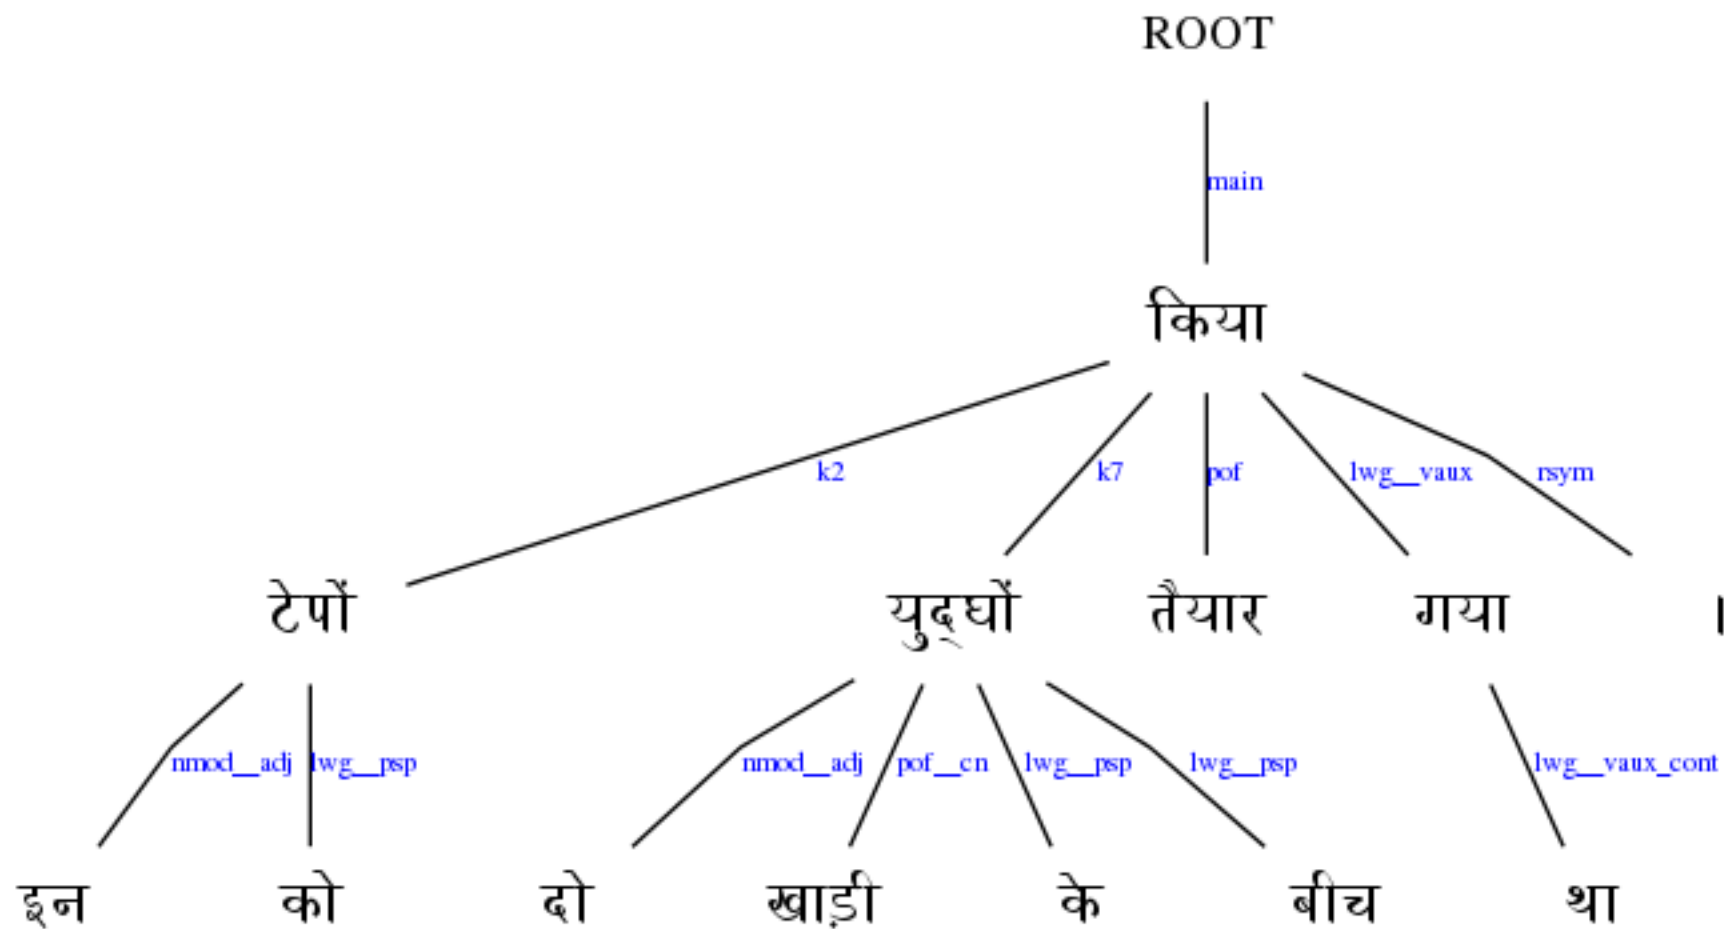 ROOT
main
किया
k2 k7 pof lwg__vaux rsym
टेपों युद्घों तैयार गया ।
nmod__adj lwg__psp nmod__adj pof__cn lwg__psp lwg__psp lwg__vaux_cont
इन को दो खाड़ी के बीच था